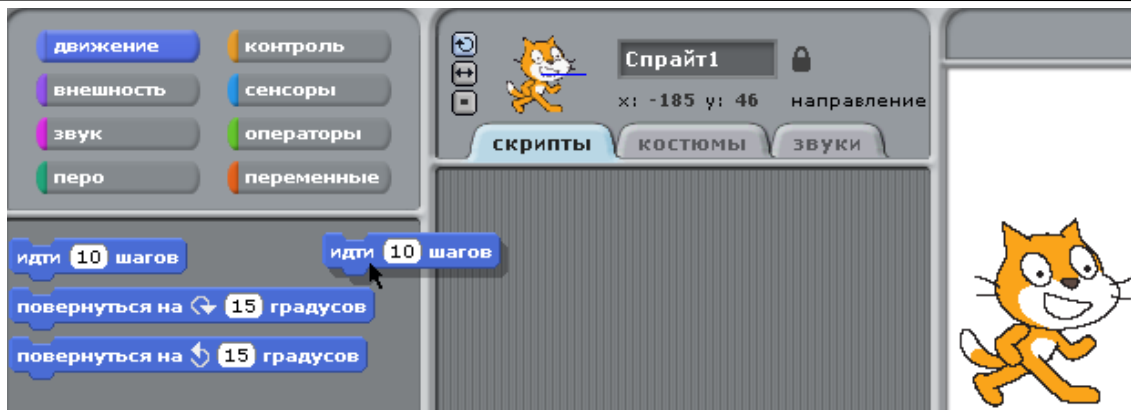 движение
контроль
внешность
сенсоры
звук
операторы
перо
переменные
Спрайт1
x: -185 y: 46 направление
скрипты
костюмы
звуки
идти 10 шагов
идти 10 шагов
повернуться на 15 градусов
повернуться на 15 градусов